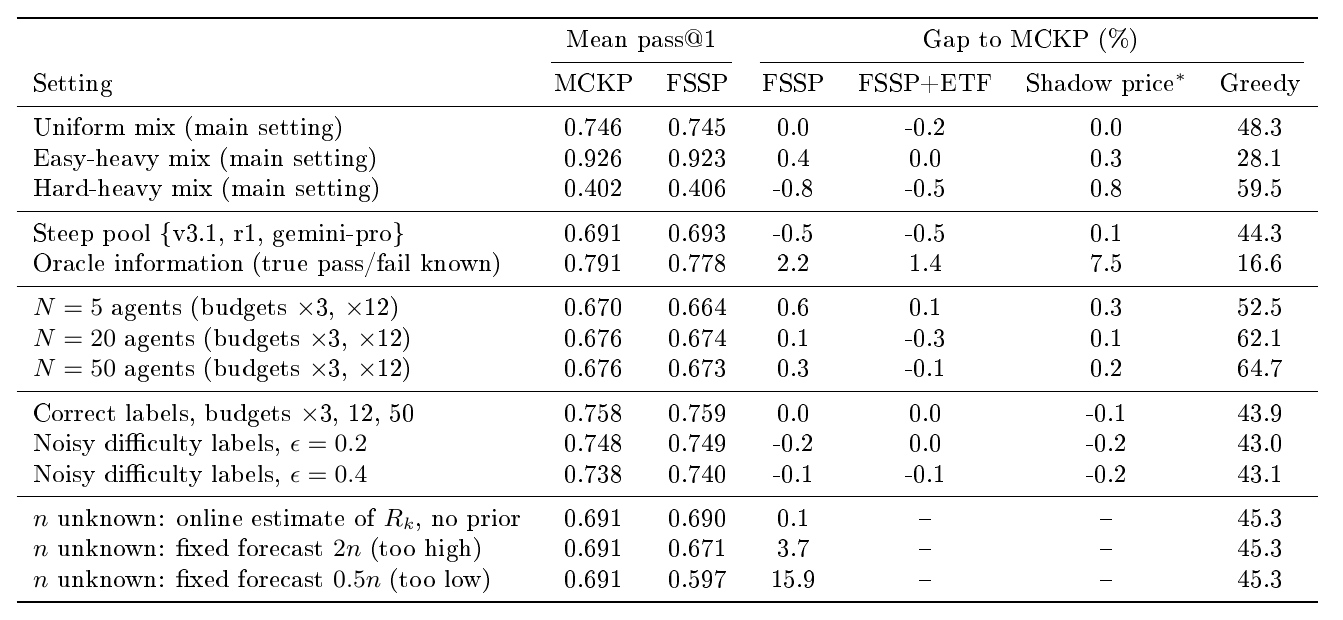 Mean pass@1 Gap to MCKP (%)
Setting MCKP FSSP FSSP FSSP+ETF Shadow price* Greedy
Uniform mix (main setting) 0.746 0.745 0.0 -0.2 0.0 48.3
Easy-heavy mix (main setting) 0.926 0.923 0.4 0.0 0.3 28.1
Hard-heavy mix (main setting) 0.402 0.406 -0.8 -0.5 0.8 59.5
Steep pool {v3.1, r1, gemini-pro} 0.691 0.693 -0.5 -0.5 0.1 44.3
Oracle information (true pass/fail known) 0.791 0.778 2.2 1.4 7.5 16.6
N = 5 agents (budgets ×3, ×12) 0.670 0.664 0.6 0.1 0.3 52.5
N = 20 agents (budgets ×3, ×12) 0.676 0.674 0.1 -0.3 0.1 62.1
N = 50 agents (budgets ×3, ×12) 0.676 0.673 0.3 -0.1 0.2 64.7
Correct labels, budgets ×3, 12, 50 0.758 0.759 0.0 0.0 -0.1 43.9
Noisy difficulty labels, ϵ = 0.2 0.748 0.749 -0.2 0.0 -0.2 43.0
Noisy difficulty labels, ϵ = 0.4 0.738 0.740 -0.1 -0.1 -0.2 43.1
n unknown: online estimate of Rₖ, no prior 0.691 0.690 0.1 – – 45.3
n unknown: fixed forecast 2n (too high) 0.691 0.671 3.7 – – 45.3
n unknown: fixed forecast 0.5n (too low) 0.691 0.597 15.9 – – 45.3